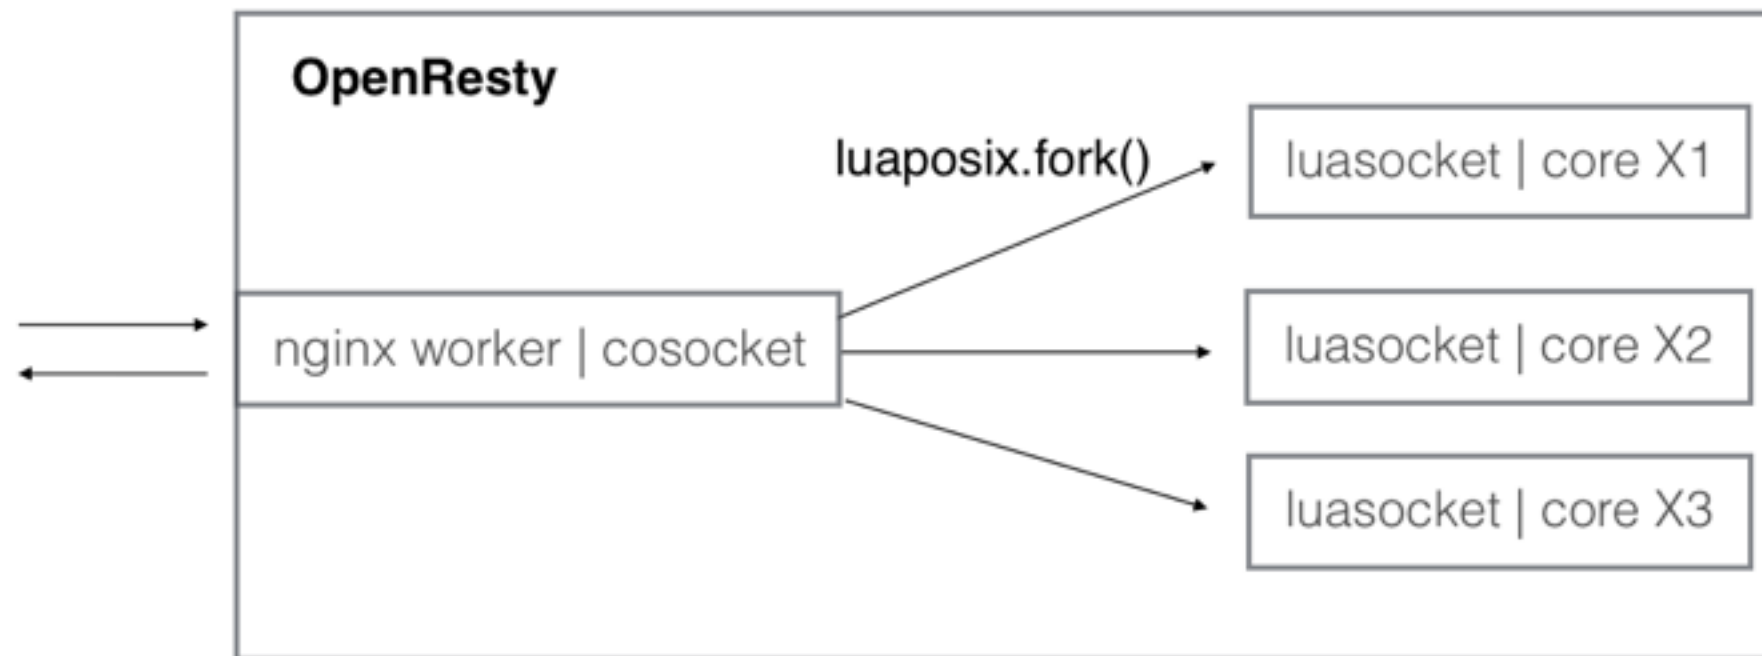 OpenResty
luaposix.fork()
luasocket | core X1
nginx worker | cosocket
luasocket | core X2
luasocket | core X3